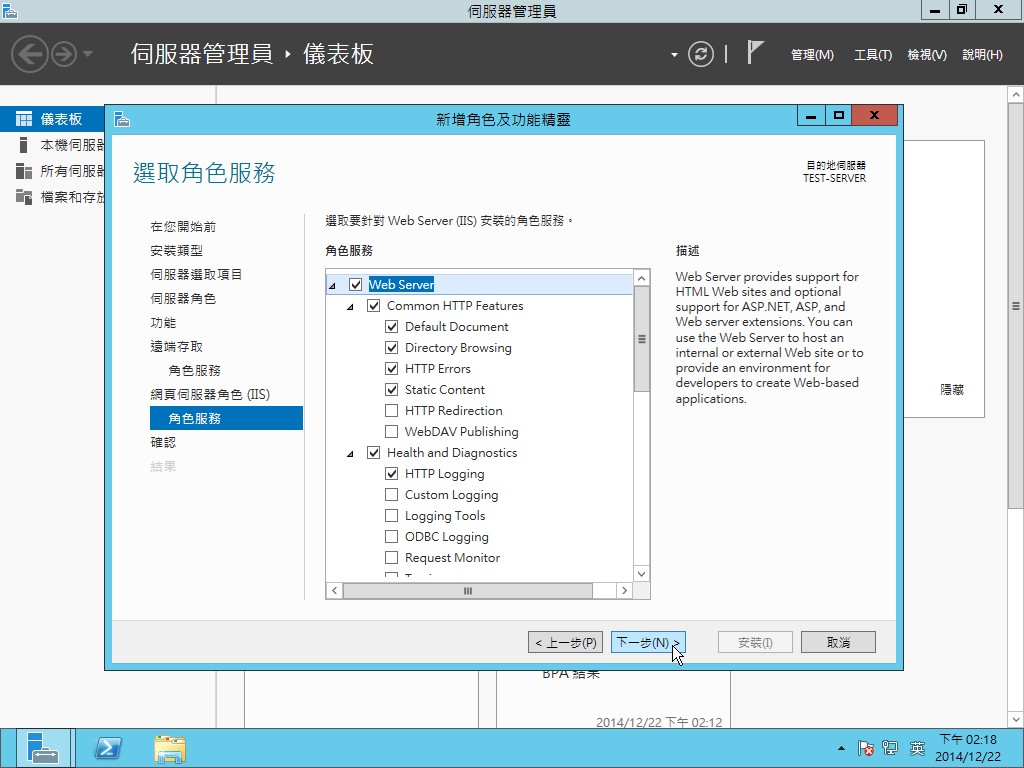 伺服器管理員
伺服器管理員 ‣ 儀表板
管理(M) 工具(T) 檢視(V) 說明(H)
儀表板
本機伺服器
所有伺服器
檔案和存放
新增角色及功能精靈
選取角色服務
目的地伺服器
TEST-SERVER
在您開始前
安裝類型
伺服器選取項目
伺服器角色
功能
遠端存取
角色服務
網頁伺服器角色 (IIS)
角色服務
確認
結果
選取要針對 Web Server (IIS) 安裝的角色服務。
角色服務
Web Server
Common HTTP Features
Default Document
Directory Browsing
HTTP Errors
Static Content
HTTP Redirection
WebDAV Publishing
Health and Diagnostics
HTTP Logging
Custom Logging
Logging Tools
ODBC Logging
Request Monitor
描述
Web Server provides support for
HTML Web sites and optional
support for ASP.NET, ASP, and
Web server extensions. You can
use the Web Server to host an
internal or external Web site or to
provide an environment for
developers to create Web-based
applications.
隱藏
< 上一步(P) 下一步(N) > 安裝(I) 取消
BPA 結果
2014/12/22 下午 02:12
英
下午 02:18
2014/12/22